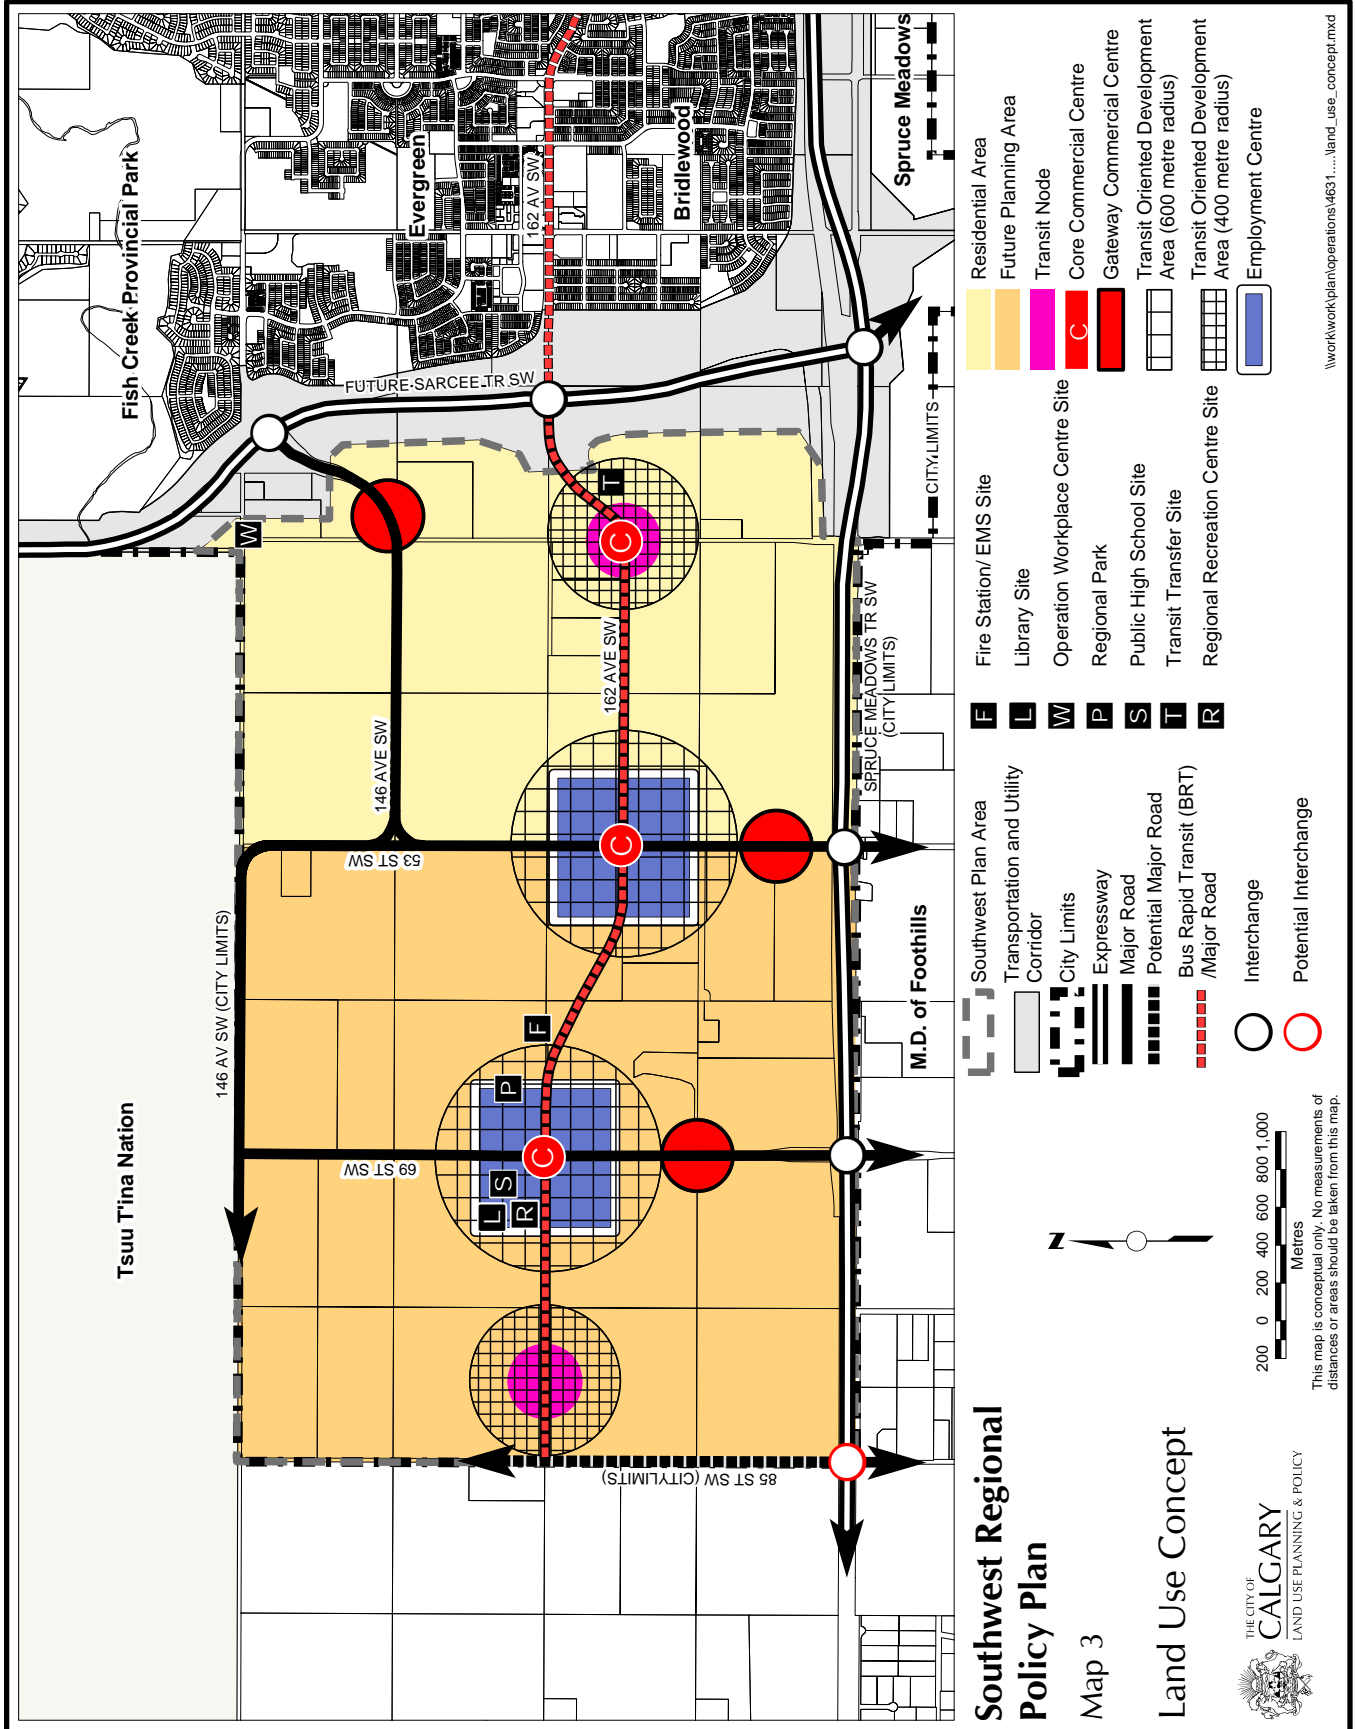 Tsuu T'ina Nation
Fish Creek Provincial Park
Evergreen
Bridlewood
Spruce Meadows
M.D. of Foothills
146 AV SW (CITY LIMITS)
146 AVE SW
53 ST SW
69 ST SW
85 ST SW (CITYLIMITS)
162 AVE SW
162 AV SW
FUTURE SARCEE TR SW
SPRUCE MEADOWS TR SW
(CITY LIMITS)
CITY LIMITS
W
T
C
C
C
F
P
S
L
R
Southwest Regional
Policy Plan
Map 3
Land Use Concept
THE CITY OF
CALGARY
LAND USE PLANNING & POLICY
N
200 0 200 400 600 800 1,000
Metres
This map is conceptual only. No measurements of
distances or areas should be taken from this map.
Southwest Plan Area
Transportation and Utility
Corridor
City Limits
Expressway
Major Road
Potential Major Road
Bus Rapid Transit (BRT)
/Major Road
Interchange
Potential Interchange
F Fire Station/ EMS Site
L Library Site
W Operation Workplace Centre Site
P Regional Park
S Public High School Site
T Transit Transfer Site
R Regional Recreation Centre Site
Residential Area
Future Planning Area
Transit Node
C Core Commercial Centre
Gateway Commercial Centre
Transit Oriented Development
Area (600 metre radius)
Transit Oriented Development
Area (400 metre radius)
Employment Centre
\\work\workplan\operations\4631....\land_use_concept.mxd